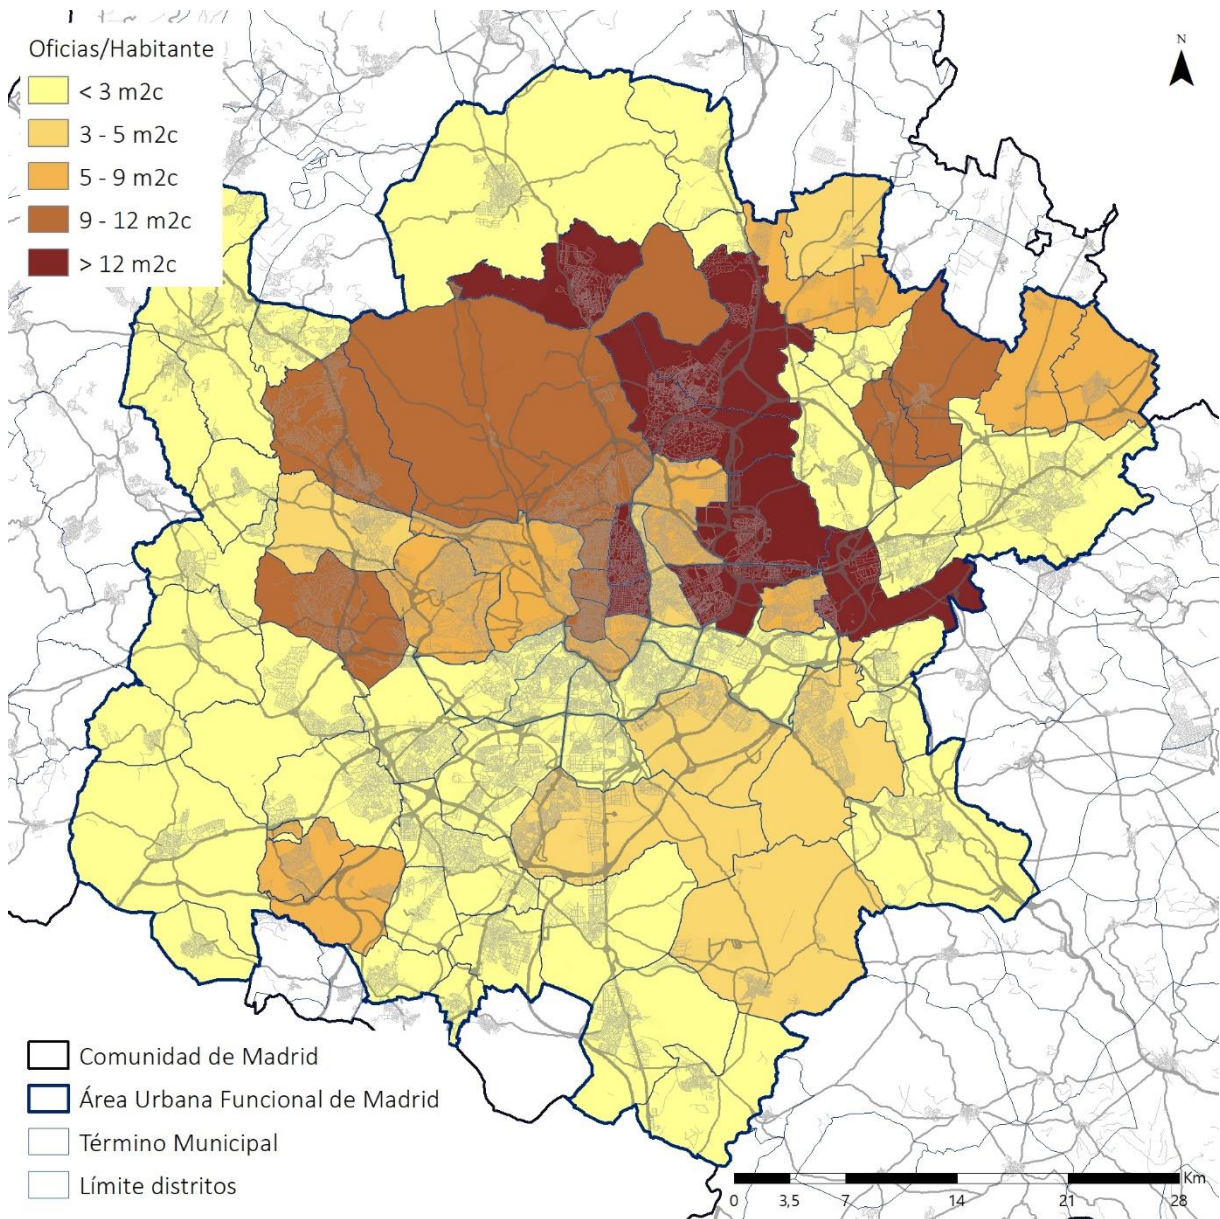 Oficias/Habitante
< 3 m2c
3 - 5 m2c
5 - 9 m2c
9 - 12 m2c
> 12 m2c
N
Comunidad de Madrid
Área Urbana Funcional de Madrid
Término Municipal
Límite distritos
Km
0 3,5 7 14 21 28